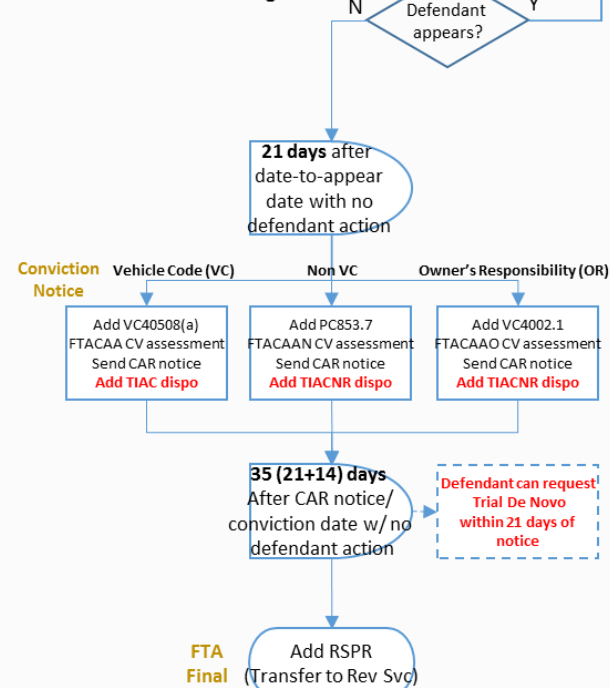 N
Defendant
appears?
Y
21 days after
date-to-appear
date with no
defendant action
Conviction
Notice
Vehicle Code (VC)
Non VC
Owner's Responsibility (OR)
Add VC40508(a)
FTACAA CV assessment
Send CAR notice
Add TIAC dispo
Add PC853.7
FTACAAN CV assessment
Send CAR notice
Add TIACNR dispo
Add VC4002.1
FTACAAO CV assessment
Send CAR notice
Add TIACNR dispo
35 (21+14) days
After CAR notice/
conviction date w/ no
defendant action
Defendant can request
Trial De Novo
within 21 days of
notice
FTA
Final
Add RSPR
(Transfer to Rev Svc)